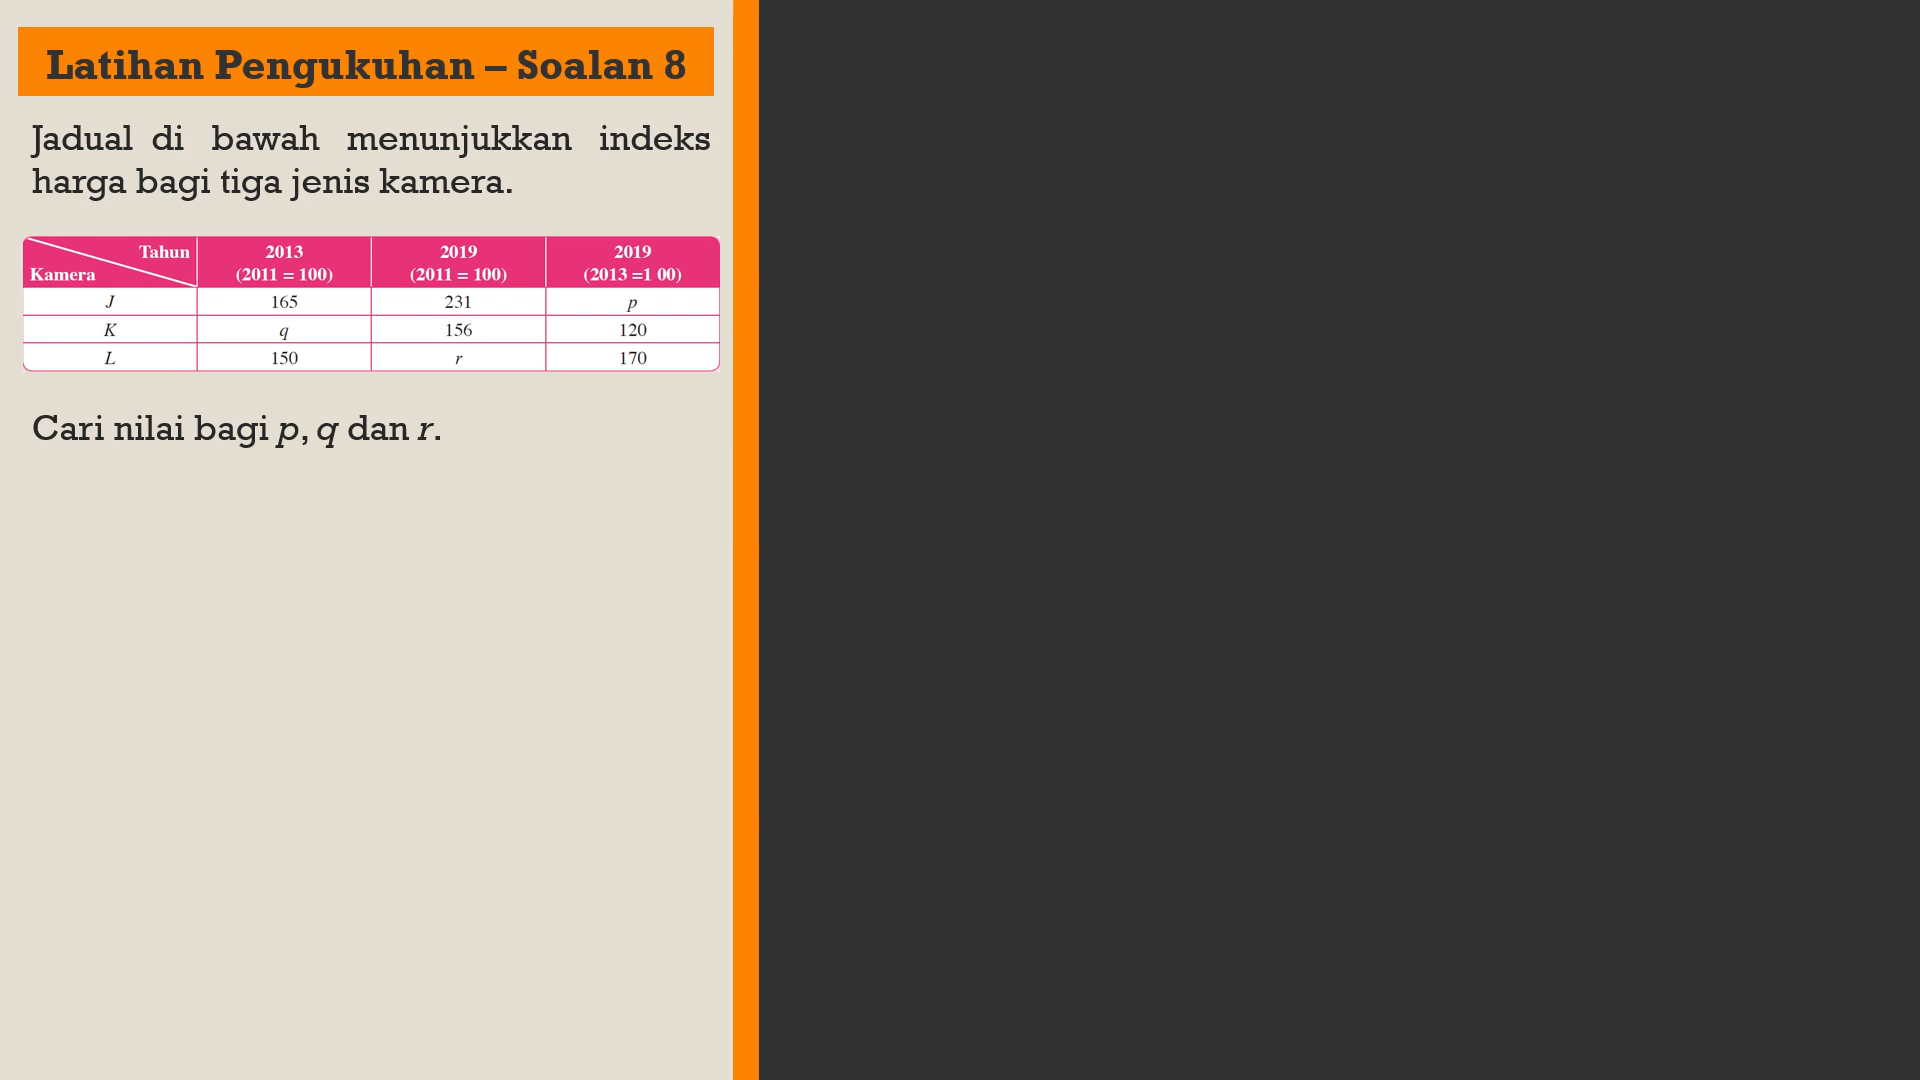 Latihan Pengukuhan – Soalan 8
Jadual di bawah menunjukkan indeks
harga bagi tiga jenis kamera.
Tahun 2013 2019 2019
Kamera (2011 = 100) (2011 = 100) (2013 =1 00)
J 165 231 p
K q 156 120
L 150 r 170
Cari nilai bagi p, q dan r.